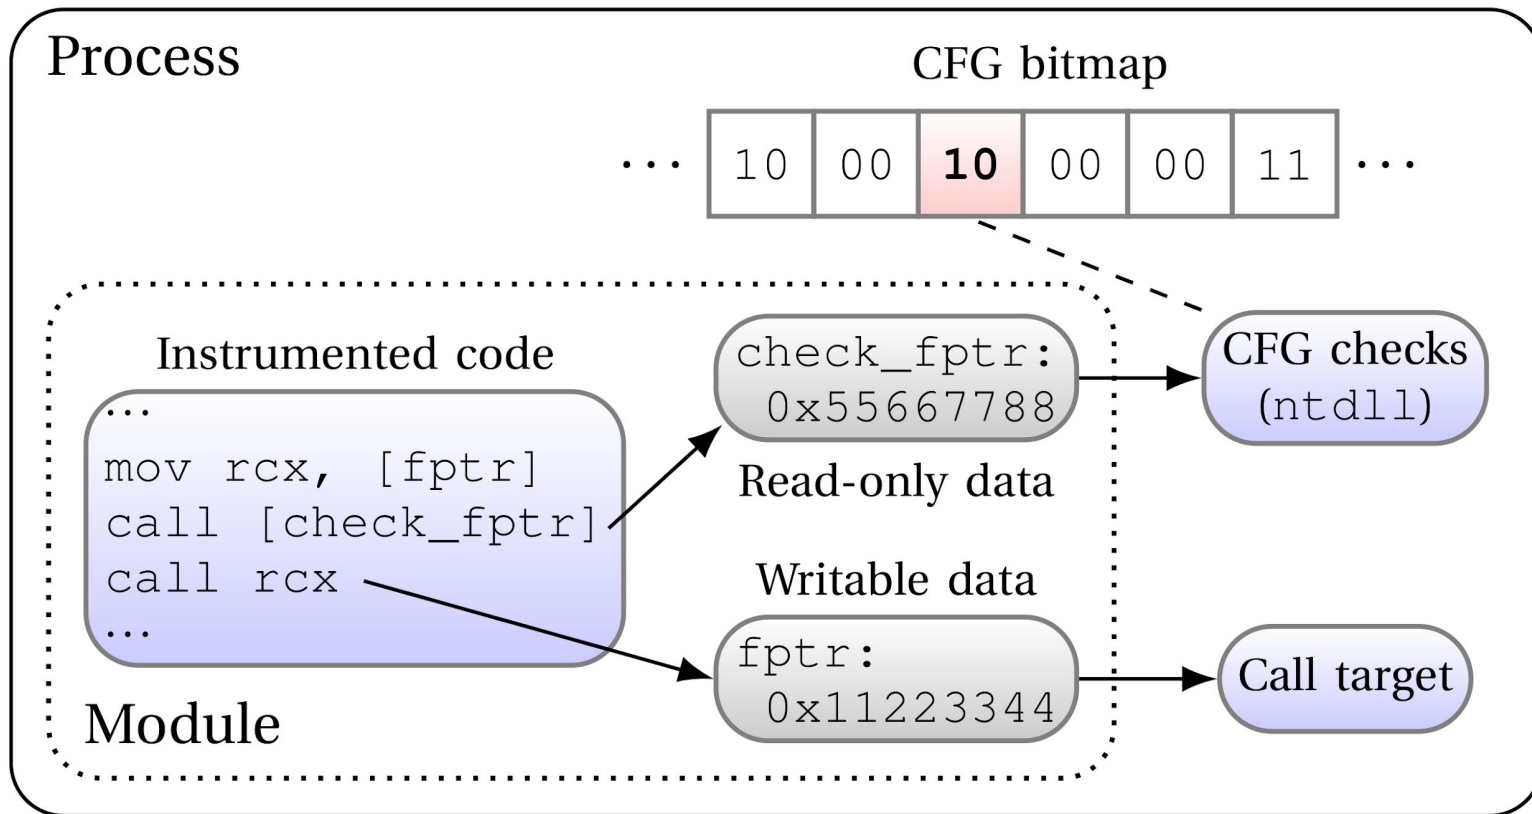 Process
CFG bitmap
... 10 00 10 00 00 11 ...
Instrumented code
...
mov rcx, [fptr]
call [check_fptr]
call rcx
...
check_fptr:
0x55667788
Read-only data
CFG checks
(ntdll)
Writable data
fptr:
0x11223344
Call target
Module